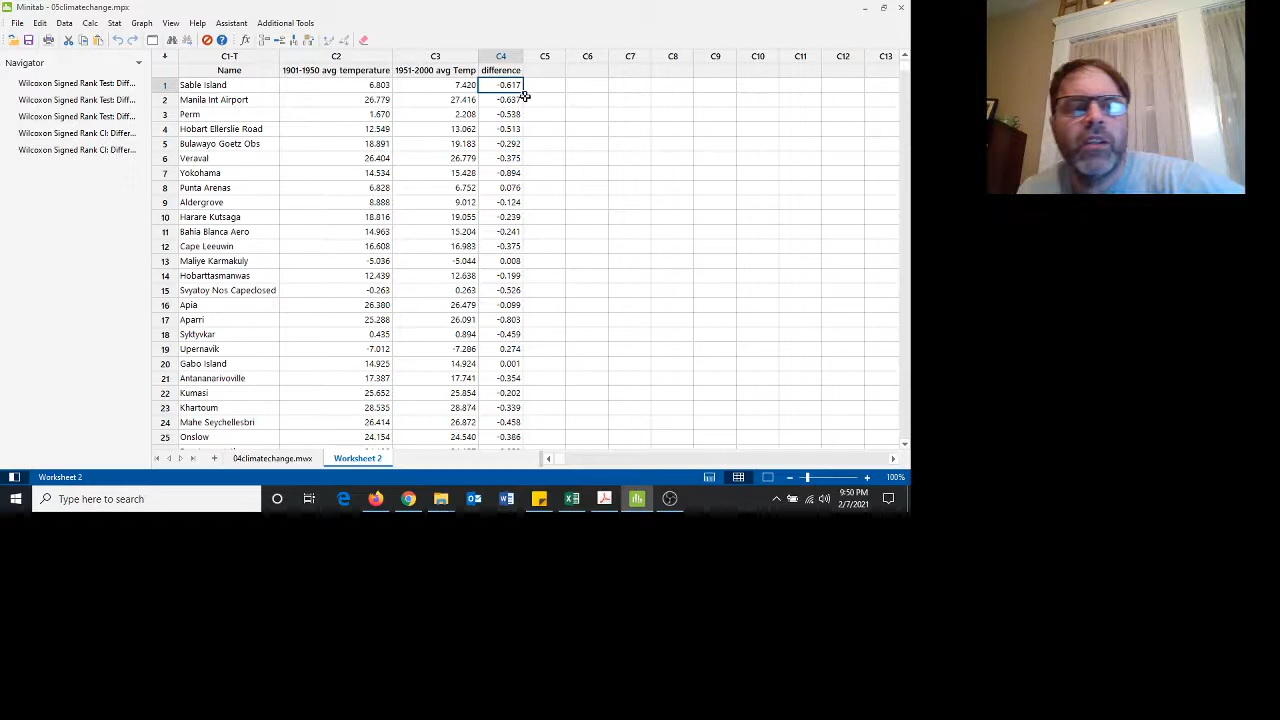 Minitab - 05climatechange.mpx
File Edit Data Calc Stat Graph View Help Assistant Additional Tools
Navigator
Wilcoxon Signed Rank Test: Diff...
Wilcoxon Signed Rank Test: Diff...
Wilcoxon Signed Rank Test: Diff...
Wilcoxon Signed Rank CI: Differ...
Wilcoxon Signed Rank CI: Differ...
C1-T C2 C3 C4 C5 C6 C7 C8 C9 C10 C11 C12 C13
Name 1901-1950 avg temperature 1951-2000 avg Temp difference
1 Sable Island 6.803 7.420 -0.617
2 Manila Int Airport 26.779 27.416 -0.637
3 Perm 1.670 2.208 -0.538
4 Hobart Ellerslie Road 12.549 13.062 -0.513
5 Bulawayo Goetz Obs 18.891 19.183 -0.292
6 Veraval 26.404 26.779 -0.375
7 Yokohama 14.534 15.428 -0.894
8 Punta Arenas 6.828 6.752 0.076
9 Aldergrove 8.888 9.012 -0.124
10 Harare Kutsaga 18.816 19.055 -0.239
11 Bahia Blanca Aero 14.963 15.204 -0.241
12 Cape Leeuwin 16.608 16.983 -0.375
13 Maliye Karmakuly -5.036 -5.044 0.008
14 Hobarttasmanwas 12.439 12.638 -0.199
15 Svyatoy Nos Capeclosed -0.263 0.263 -0.526
16 Apia 26.380 26.479 -0.099
17 Aparri 25.288 26.091 -0.803
18 Syktyvkar 0.435 0.894 -0.459
19 Upernavik -7.012 -7.286 0.274
20 Gabo Island 14.925 14.924 0.001
21 Antananarivoville 17.387 17.741 -0.354
22 Kumasi 25.652 25.854 -0.202
23 Khartoum 28.535 28.874 -0.339
24 Mahe Seychellesbri 26.414 26.872 -0.458
25 Onslow 24.154 24.540 -0.386
04climatechange.mwx Worksheet 2
Worksheet 2 100%
Type here to search
9:50 PM
2/7/2021